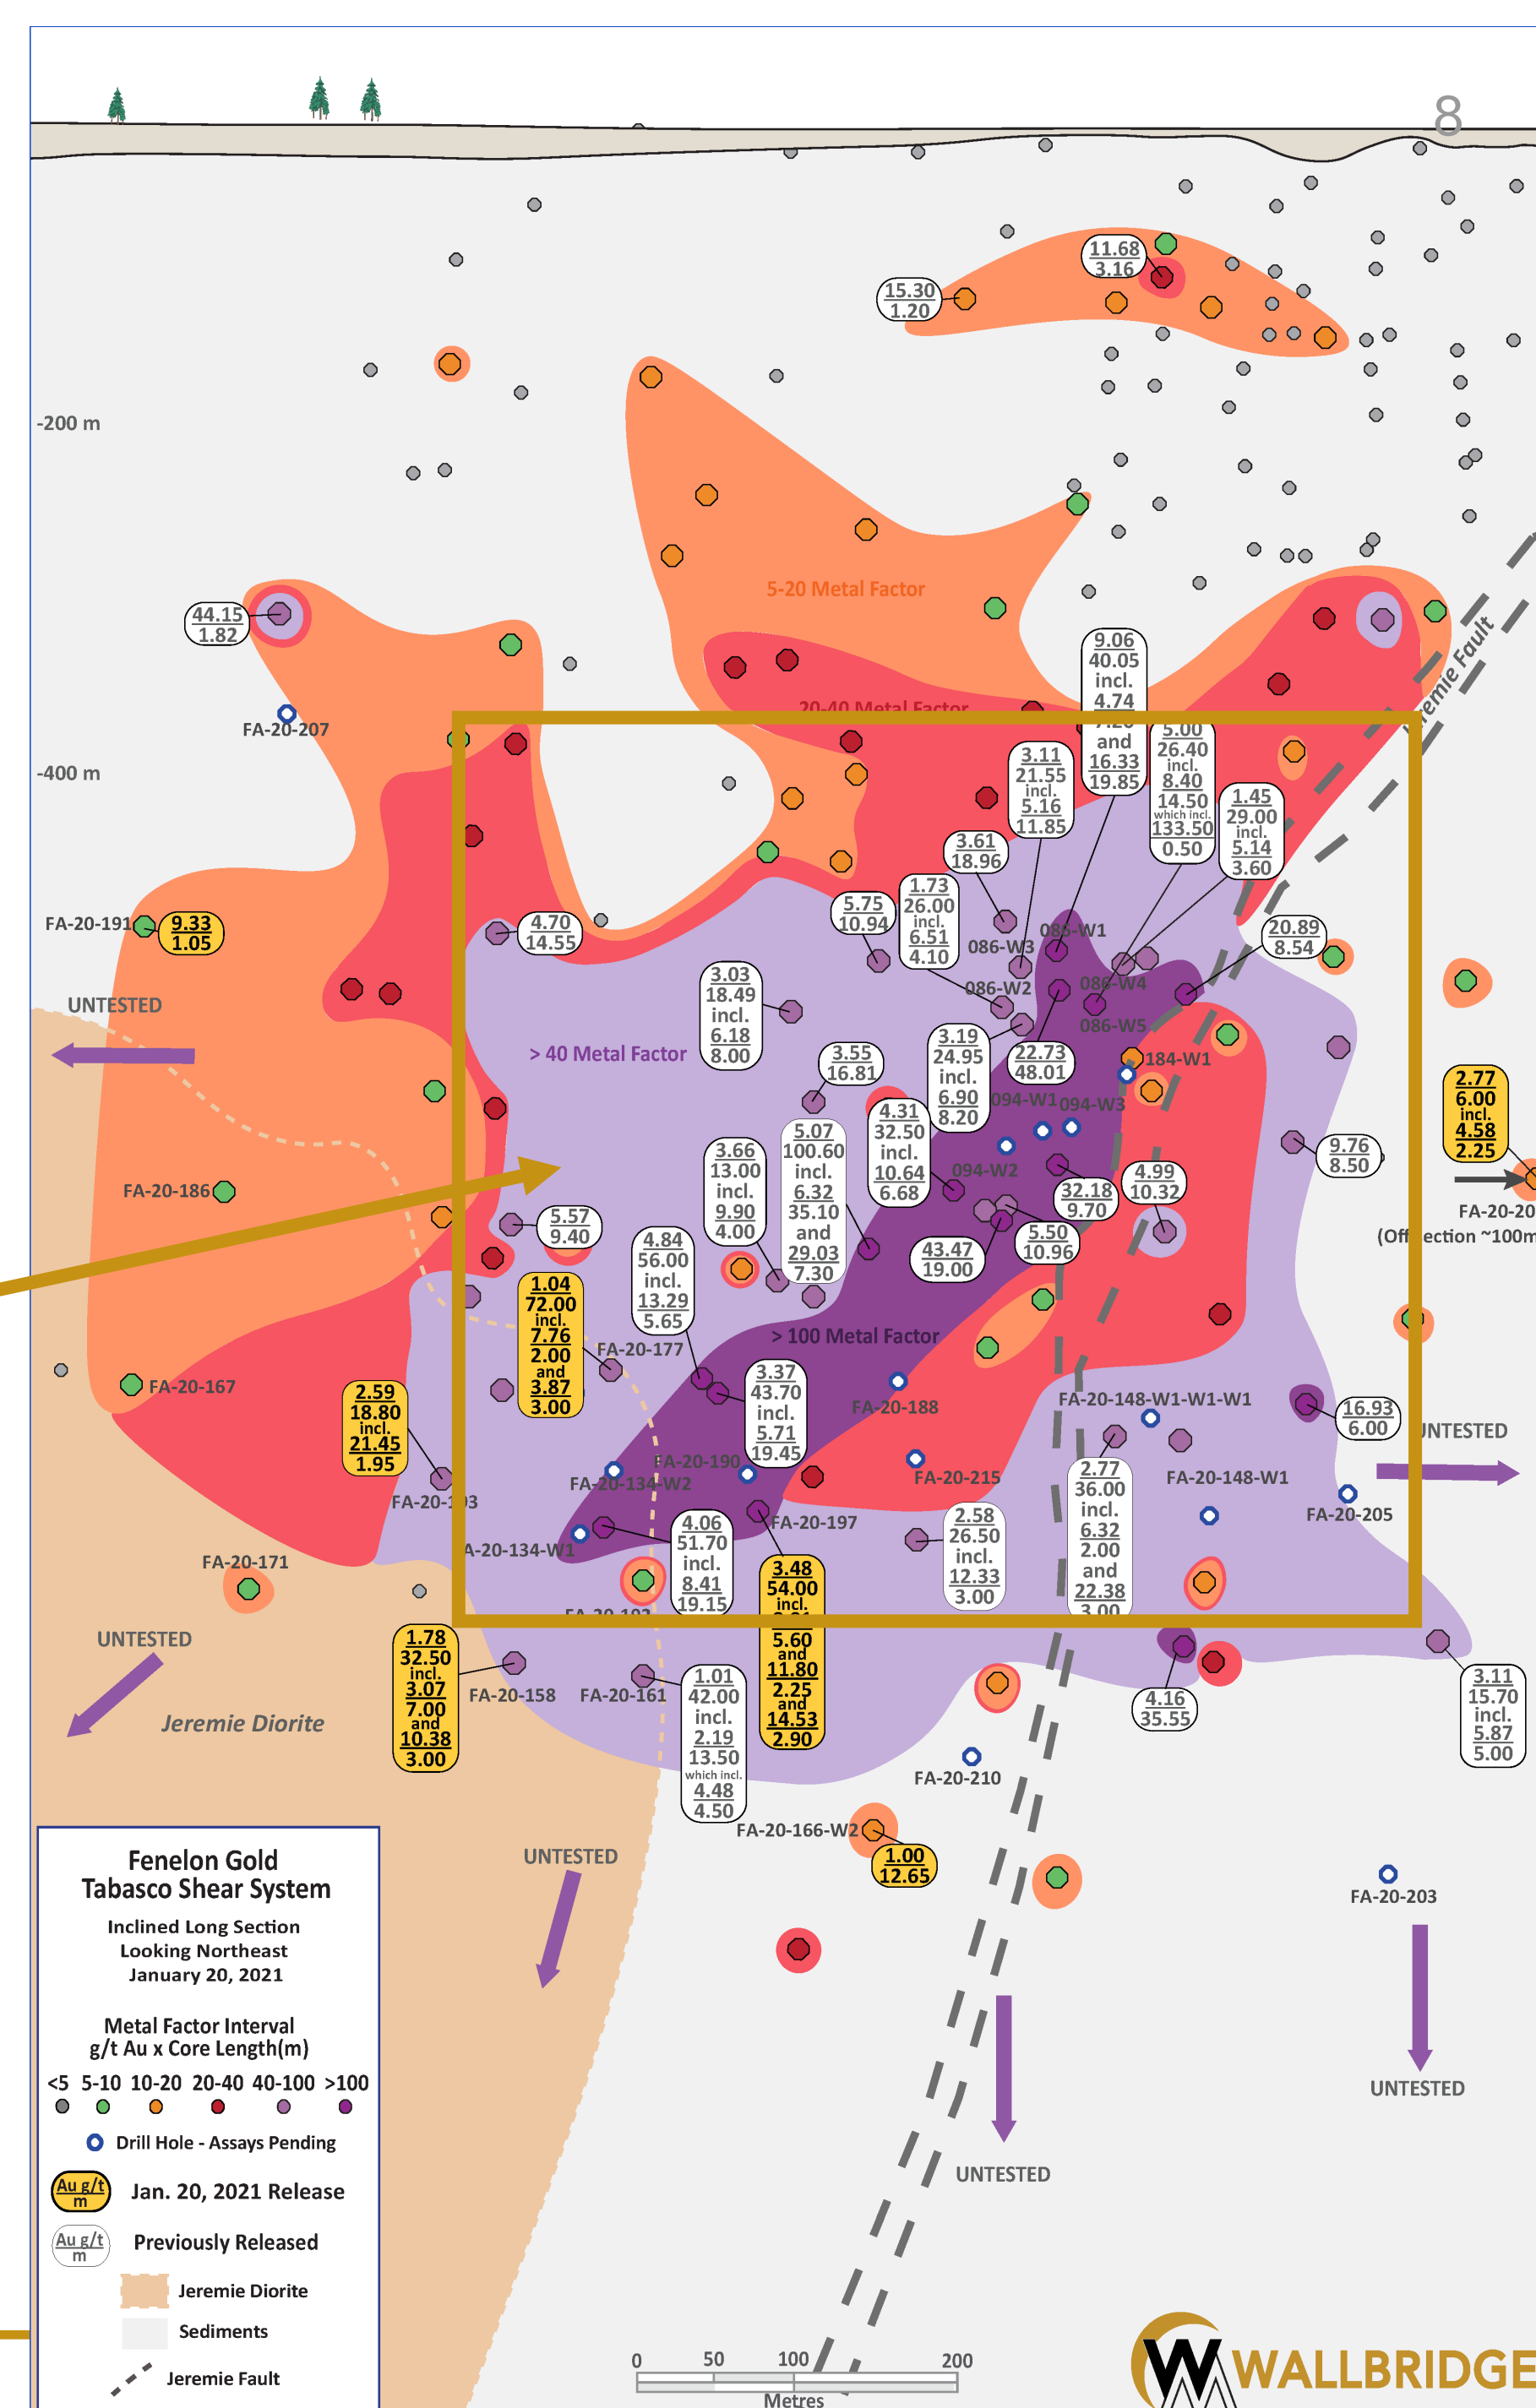 8
11.68
3.16
15.30
1.20
-200 m
5-20 Metal Factor
44.15
1.82
FA-20-207
20-40 Metal Factor
Jeremie Fault
-400 m
9.06
40.05
incl.
4.74
7.20
and
16.33
19.85
5.00
26.40
incl.
8.40
14.50
which incl.
133.50
0.50
3.11
21.55
incl.
5.16
11.85
1.45
29.00
incl.
5.14
3.60
3.61
18.96
1.73
26.00
incl.
6.51
4.10
5.75
10.94
FA-20-191
9.33
1.05
4.70
14.55
086-W1
086-W3
20.89
8.54
086-W2
086-W4
086-W5
UNTESTED
> 40 Metal Factor
3.03
18.49
incl.
6.18
8.00
3.55
16.81
3.19
24.95
incl.
6.90
8.20
22.73
48.01
184-W1
094-W1
094-W3
094-W2
4.31
32.50
incl.
10.64
6.68
2.77
6.00
incl.
4.58
2.25
9.76
8.50
5.07
100.60
incl.
6.32
35.10
and
29.03
7.30
3.66
13.00
incl.
9.90
4.00
4.99
10.32
32.18
9.70
FA-20-186
5.57
9.40
5.50
10.96
43.47
19.00
FA-20-20
(Off section ~100m
4.84
56.00
incl.
13.29
5.65
1.04
72.00
incl.
7.76
2.00
and
3.87
3.00
> 100 Metal Factor
FA-20-177
FA-20-167
2.59
18.80
incl.
21.45
1.95
3.37
43.70
incl.
5.71
19.45
FA-20-188
FA-20-148-W1-W1-W1
16.93
6.00
UNTESTED
FA-20-190
FA-20-134-W2
FA-20-215
FA-20-148-W1
FA-20-193
FA-20-205
2.77
36.00
incl.
6.32
2.00
and
22.38
3.00
FA-20-197
4.06
51.70
incl.
8.41
19.15
2.58
26.50
incl.
12.33
3.00
A-20-134-W1
FA-20-171
3.48
54.00
incl.
5.60
and
11.80
2.25
and
14.53
2.90
UNTESTED
1.78
32.50
incl.
3.07
7.00
and
10.38
3.00
FA-20-158
FA-20-161
1.01
42.00
incl.
2.19
13.50
which incl.
4.48
4.50
4.16
35.55
3.11
15.70
incl.
5.87
5.00
Jeremie Diorite
FA-20-210
FA-20-166-W2
1.00
12.65
UNTESTED
FA-20-203
UNTESTED
UNTESTED
Fenelon Gold
Tabasco Shear System
Inclined Long Section
Looking Northeast
January 20, 2021
Metal Factor Interval
g/t Au x Core Length(m)
<5 5-10 10-20 20-40 40-100 >100
Drill Hole - Assays Pending
Au g/t
m
Jan. 20, 2021 Release
Au g/t
m
Previously Released
Jeremie Diorite
Sediments
Jeremie Fault
0 50 100 200
Metres
WALLBRIDGE